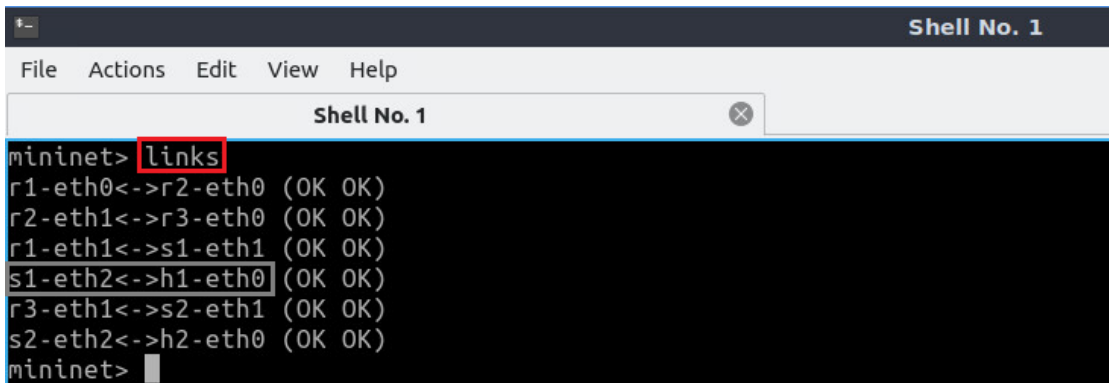 Shell No. 1
File Actions Edit View Help
Shell No. 1
mininet> links
r1-eth0<->r2-eth0 (OK OK)
r2-eth1<->r3-eth0 (OK OK)
r1-eth1<->s1-eth1 (OK OK)
s1-eth2<->h1-eth0 (OK OK)
r3-eth1<->s2-eth1 (OK OK)
s2-eth2<->h2-eth0 (OK OK)
mininet>